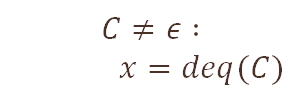 C ≠ ϵ :
x = deq(C)